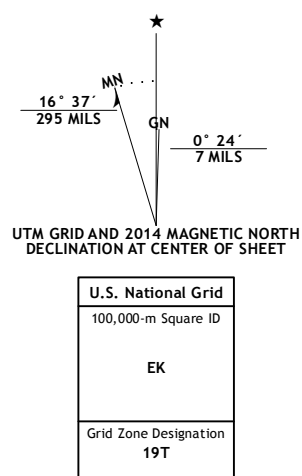 MN
GN
16° 37´
295 MILS
0° 24´
7 MILS
UTM GRID AND 2014 MAGNETIC NORTH
DECLINATION AT CENTER OF SHEET
U.S. National Grid
100,000-m Square ID
EK
Grid Zone Designation
19T